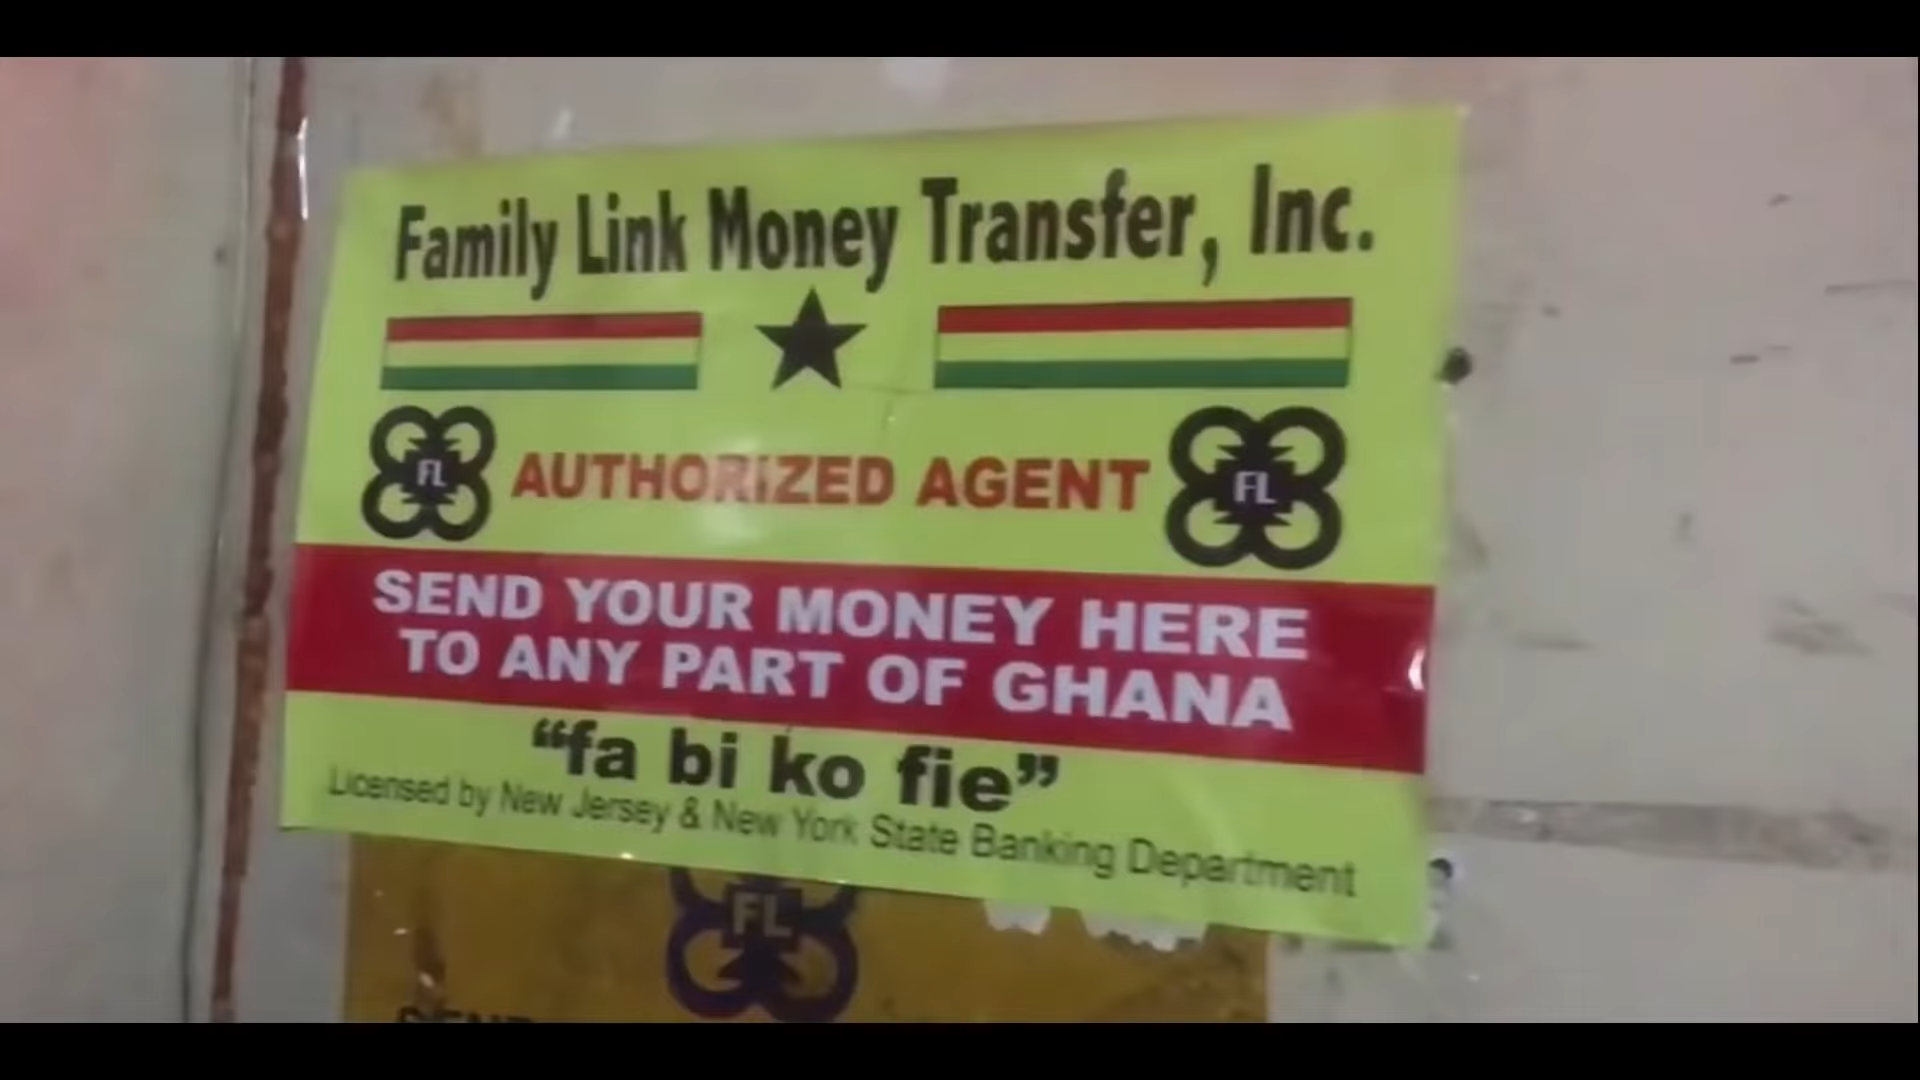 Family Link Money Transfer, Inc.
FL AUTHORIZED AGENT FL
SEND YOUR MONEY HERE
TO ANY PART OF GHANA
“fa bi ko fie”
Licensed by New Jersey & New York State Banking Department
FL